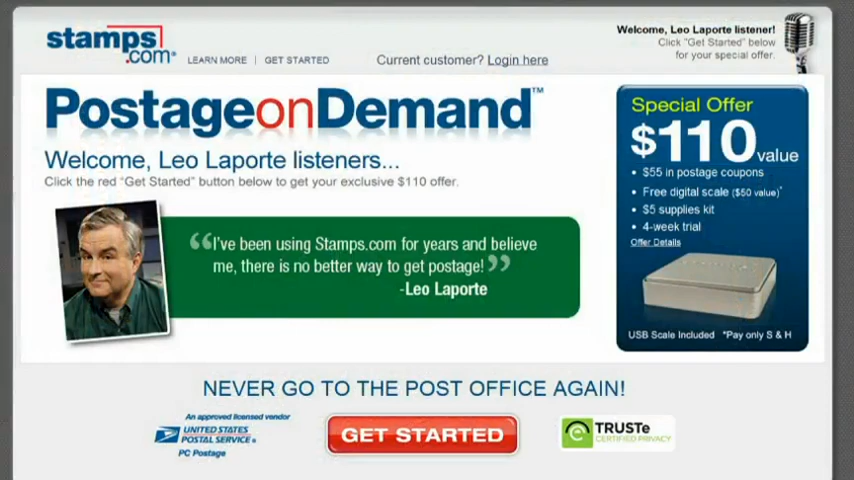 stamps
.com®
LEARN MORE | GET STARTED
Current customer? Login here
Welcome, Leo Laporte listener!
Click "Get Started" below
for your special offer.
PostageonDemand™
Welcome, Leo Laporte listeners...
Click the red "Get Started" button below to get your exclusive $110 offer.
"I've been using Stamps.com for years and believe
me, there is no better way to get postage!"
-Leo Laporte
Special Offer
$110 value
• $55 in postage coupons
• Free digital scale ($50 value)*
• $5 supplies kit
• 4-week trial
Offer Details
USB Scale Included *Pay only S & H
NEVER GO TO THE POST OFFICE AGAIN!
An approved licensed vendor
UNITED STATES
POSTAL SERVICE®
PC Postage
GET STARTED
TRUSTe
CERTIFIED PRIVACY